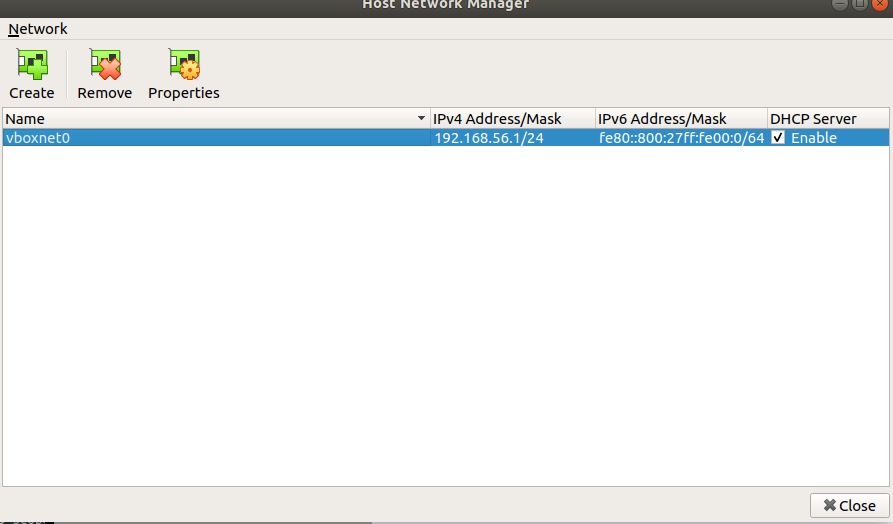 Host Network Manager
Network
Create Remove Properties
Name IPv4 Address/Mask IPv6 Address/Mask DHCP Server
vboxnet0 192.168.56.1/24 fe80::800:27ff:fe00:0/64 Enable
Close